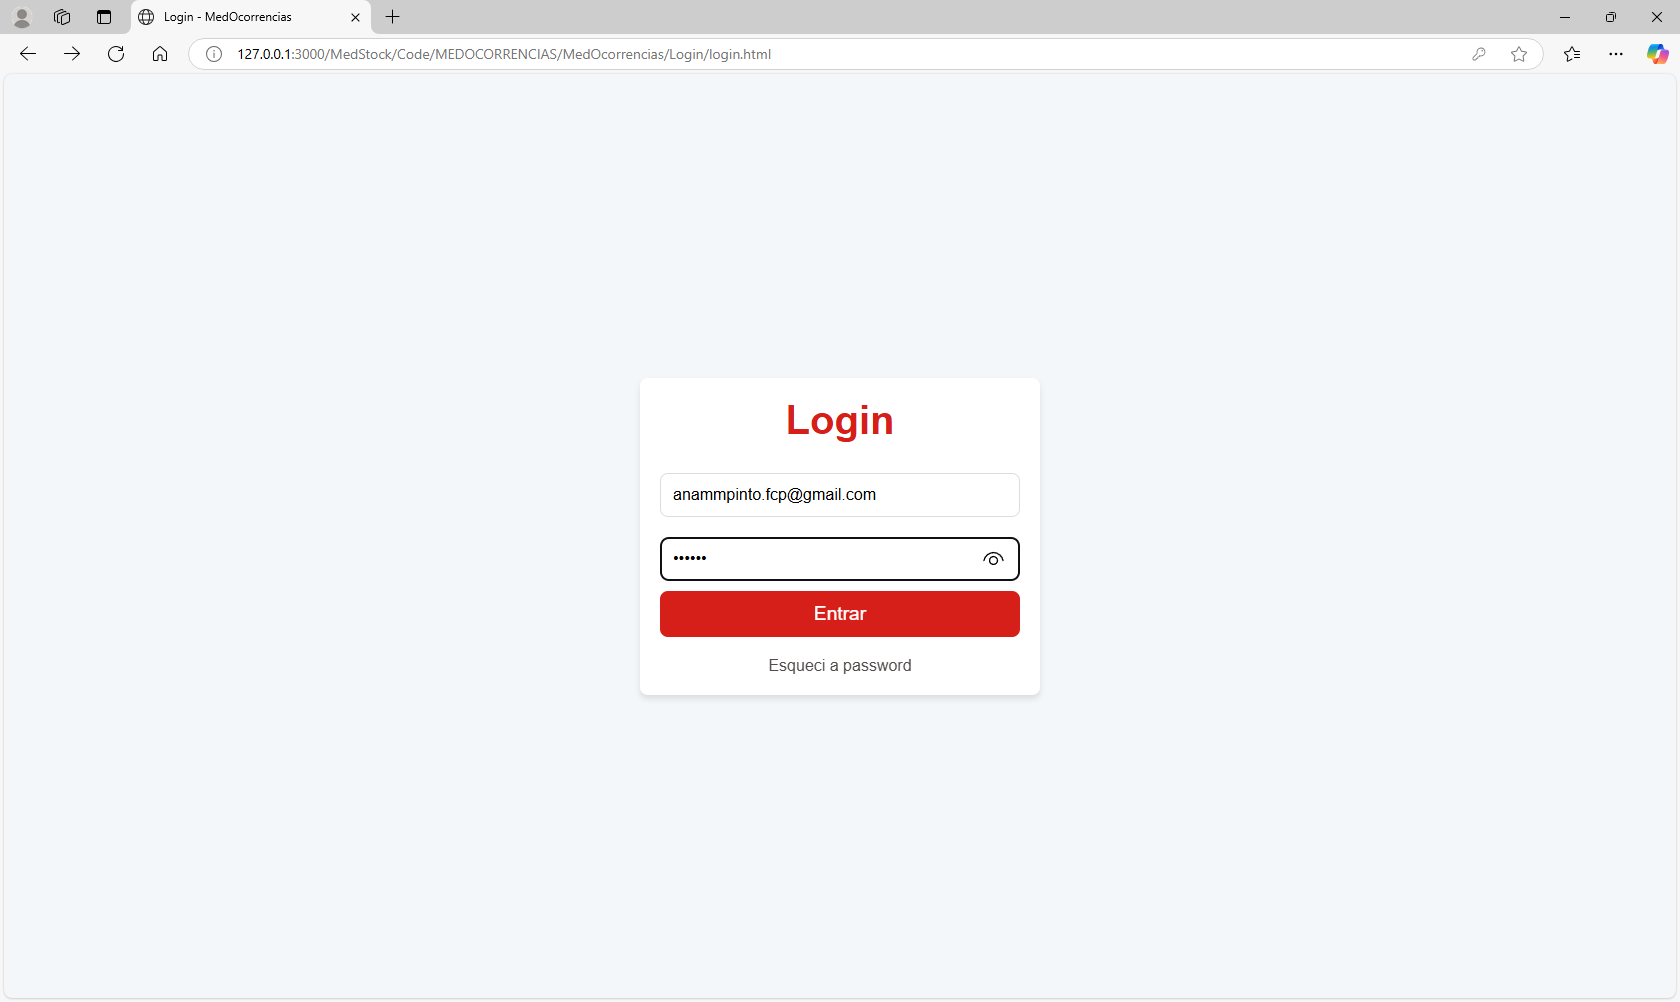 Login - MedOcorrencias
127.0.0.1:3000/MedStock/Code/MEDOCORRENCIAS/MedOcorrencias/Login/login.html
Login
anammpinto.fcp@gmail.com
••••••
Entrar
Esqueci a password